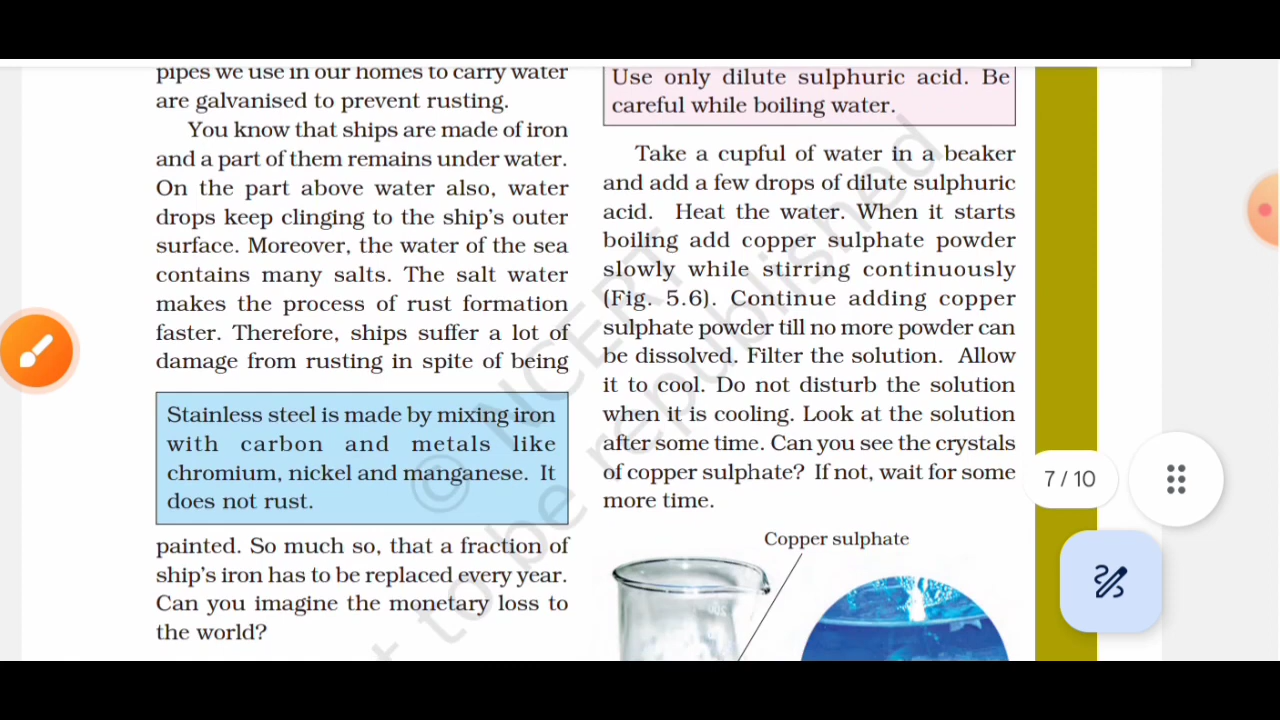 pipes we use in our homes to carry water
are galvanised to prevent rusting.
You know that ships are made of iron
and a part of them remains under water.
On the part above water also, water
drops keep clinging to the ship's outer
surface. Moreover, the water of the sea
contains many salts. The salt water
makes the process of rust formation
faster. Therefore, ships suffer a lot of
damage from rusting in spite of being
Stainless steel is made by mixing iron
with carbon and metals like
chromium, nickel and manganese. It
does not rust.
painted. So much so, that a fraction of
ship's iron has to be replaced every year.
Can you imagine the monetary loss to
the world?
Use only dilute sulphuric acid. Be
careful while boiling water.
Take a cupful of water in a beaker
and add a few drops of dilute sulphuric
acid. Heat the water. When it starts
boiling add copper sulphate powder
slowly while stirring continuously
(Fig. 5.6). Continue adding copper
sulphate powder till no more powder can
be dissolved. Filter the solution. Allow
it to cool. Do not disturb the solution
when it is cooling. Look at the solution
after some time. Can you see the crystals
of copper sulphate? If not, wait for some
more time.
Copper sulphate
7 / 10
© NCERT
t to be republished